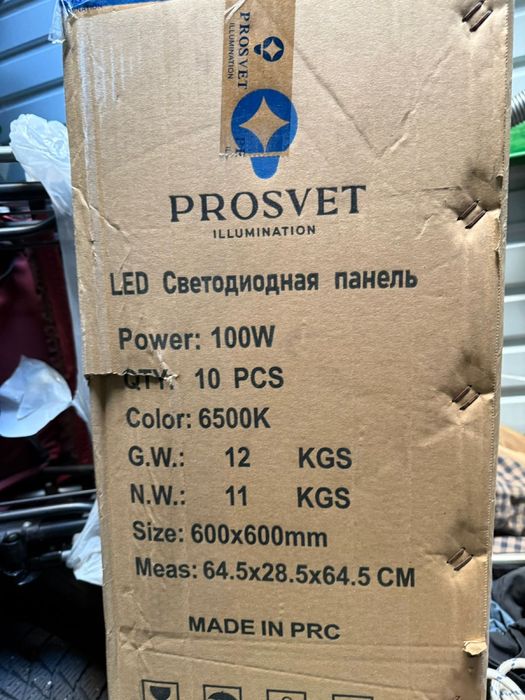 PROSVET
ILLUMINATION
PROSVET
ILLUMINATION
LED Светодиодная панель
Power: 100W
QTY: 10 PCS
Color: 6500K
G.W.: 12 KGS
N.W.: 11 KGS
Size: 600x600mm
Meas: 64.5x28.5x64.5 CM
MADE IN PRC